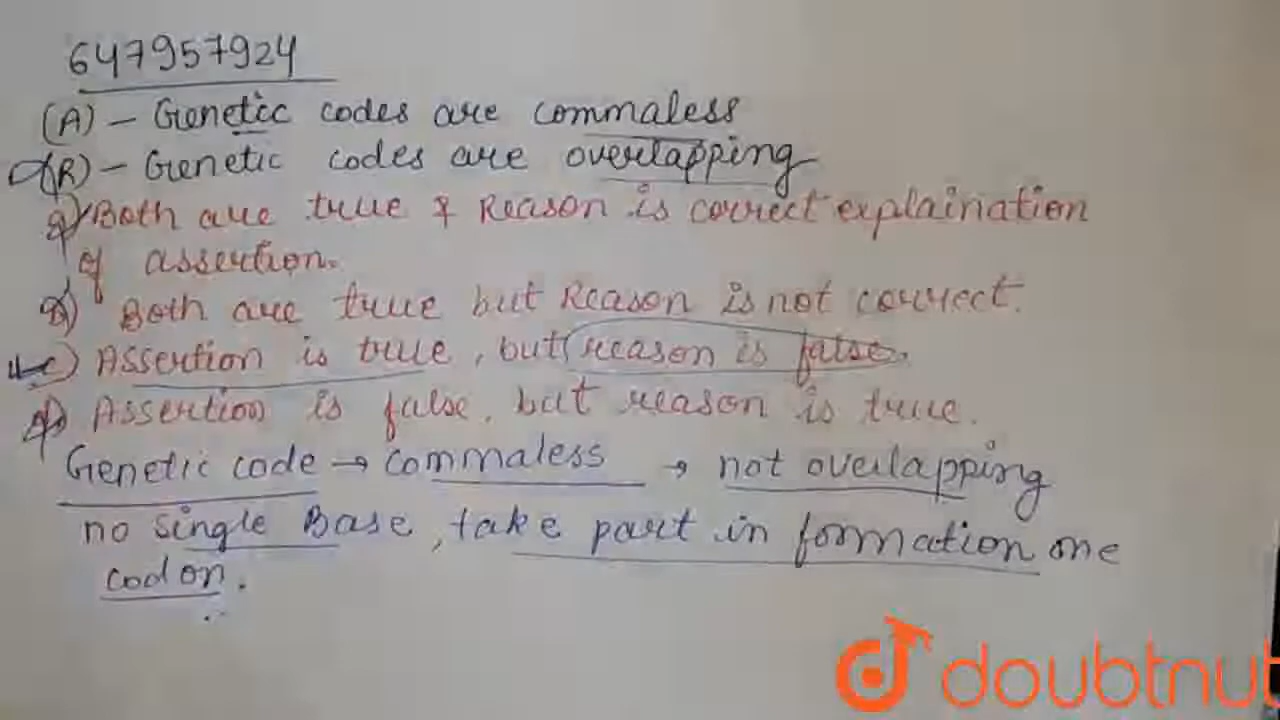 647957924
(A) - Genetic codes are commaless
(R) - Genetic codes are overlapping
a) Both are true & Reason is correct explaination
of assertion.
b) Both are true but Reason is not correct.
c) Assertion is true, but reason is false.
d) Assertion is false, but reason is true.
Genetic code → commaless → not overlapping
no single Base, take part in formation one
codon.
doubtnut